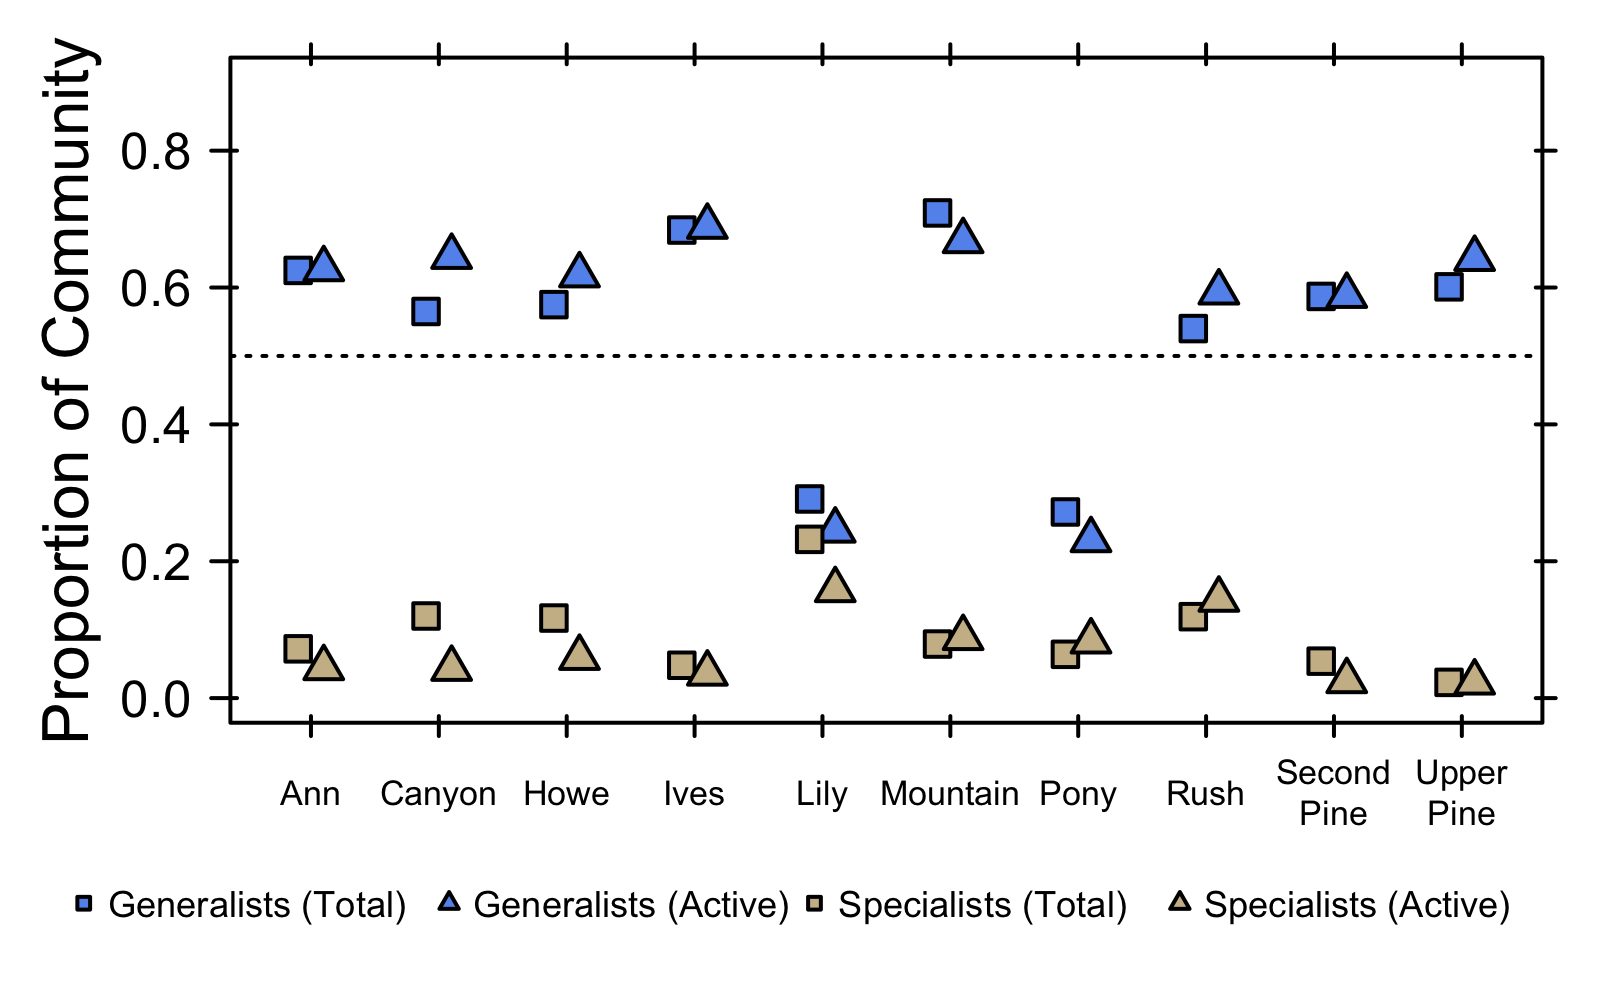 Proportion of Community
0.8
0.6
0.4
0.2
0.0
Ann
Canyon
Howe
Ives
Lily
Mountain
Pony
Rush
Second
Pine
Upper
Pine
Generalists (Total)
Generalists (Active)
Specialists (Total)
Specialists (Active)